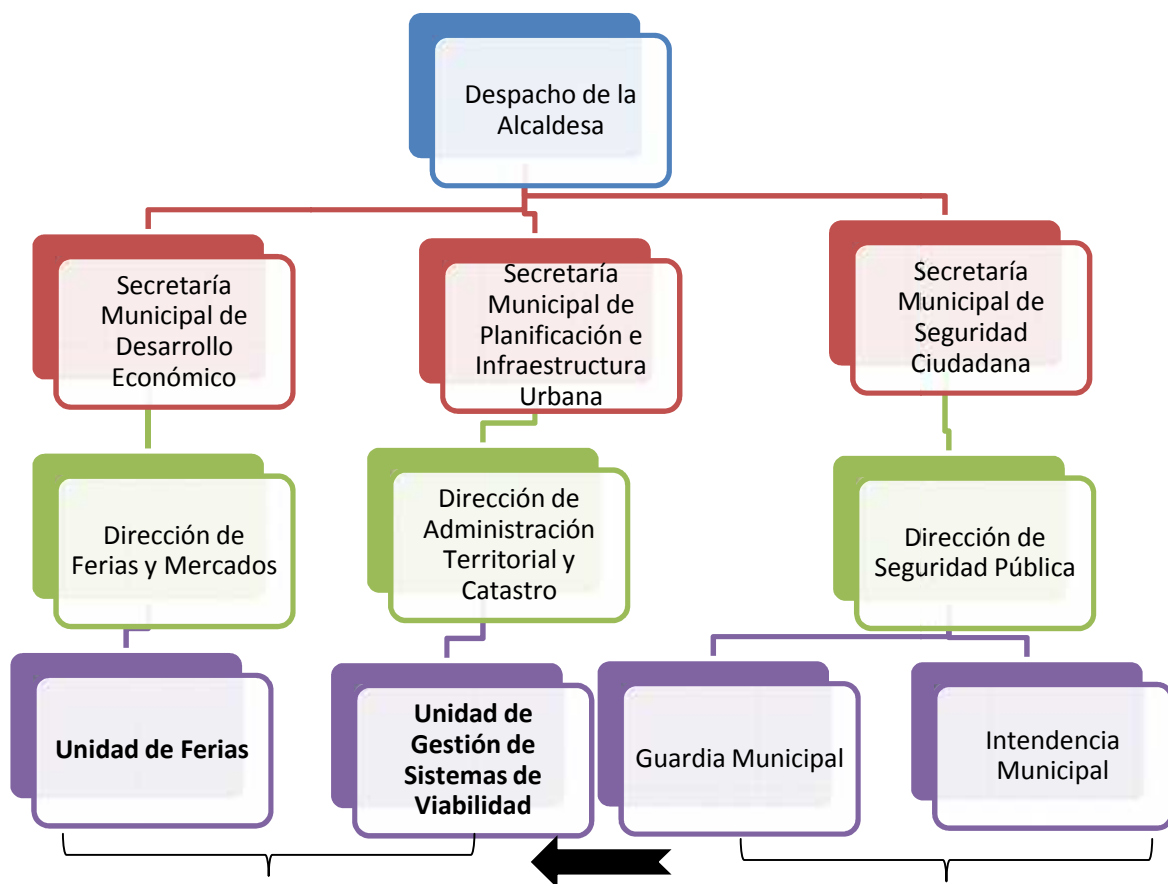 Despacho de la
Alcaldesa
Secretaría
Municipal de
Desarrollo
Económico
Secretaría
Municipal de
Planificación e
Infraestructura
Urbana
Secretaría
Municipal de
Seguridad
Ciudadana
Dirección de
Ferias y Mercados
Dirección de
Administración
Territorial y
Catastro
Dirección de
Seguridad Pública
Unidad de Ferias
Unidad de
Gestión de
Sistemas de
Viabilidad
Guardia Municipal
Intendencia
Municipal